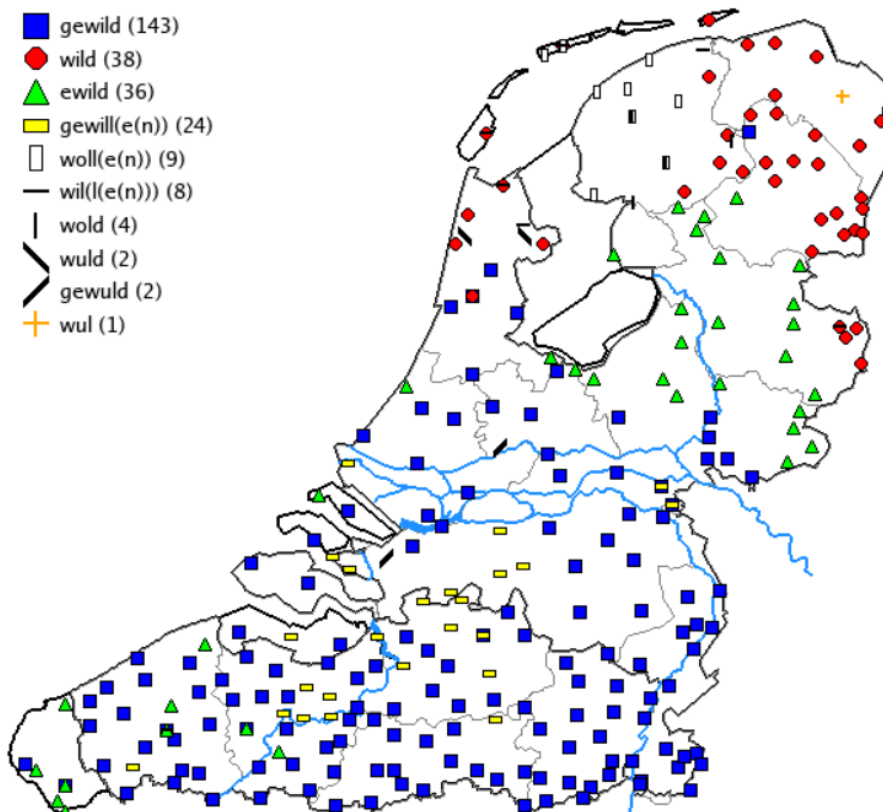 gewild (143)
wild (38)
ewild (36)
gewill(e(n)) (24)
woll(e(n)) (9)
wil(l(e(n))) (8)
wold (4)
wuld (2)
gewuld (2)
wul (1)